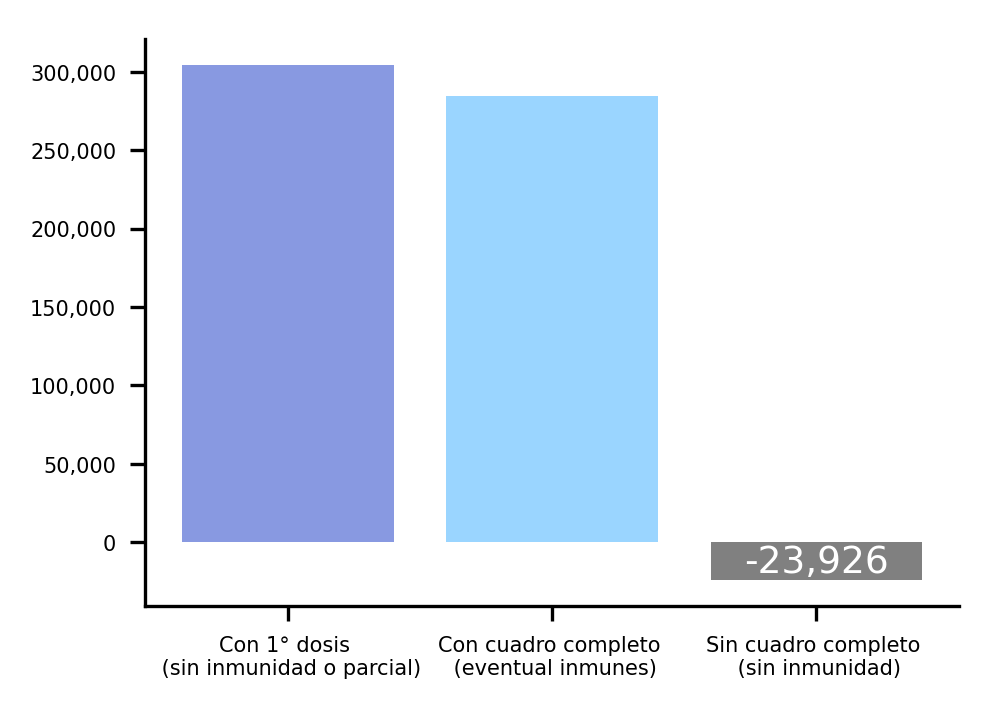 300,000
250,000
200,000
150,000
100,000
50,000
0
-23,926
Con 1° dosis
(sin inmunidad o parcial)
Con cuadro completo
(eventual inmunes)
Sin cuadro completo
(sin inmunidad)